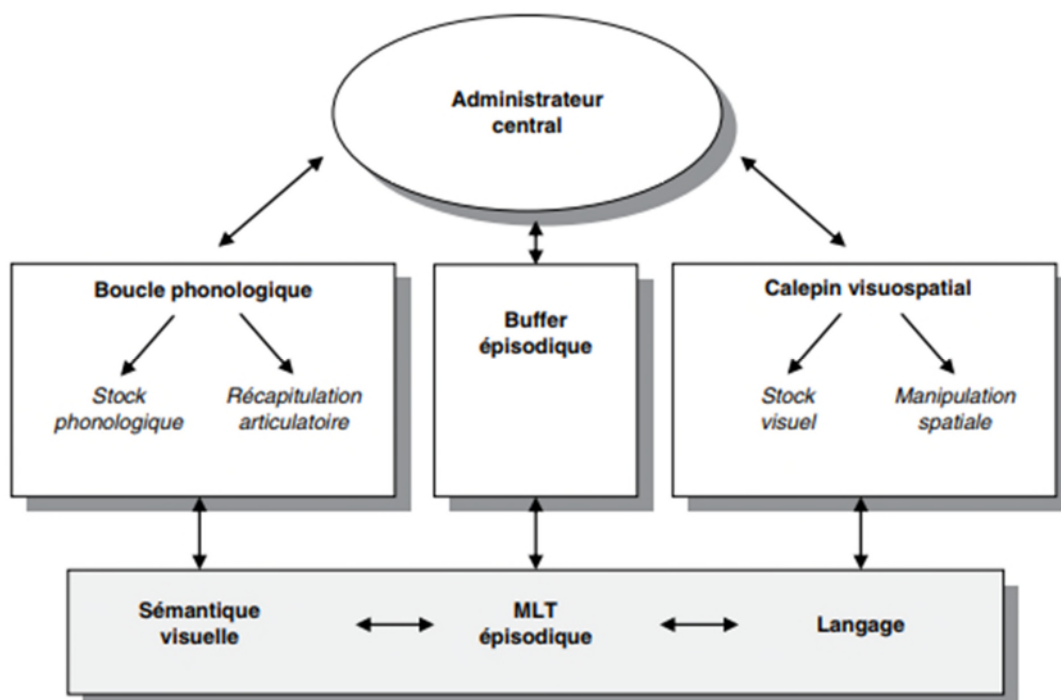 Administrateur
central
Boucle phonologique
Stock
phonologique
Récapitulation
articulatoire
Buffer
épisodique
Calepin visuospatial
Stock
visuel
Manipulation
spatiale
Sémantique
visuelle
MLT
épisodique
Langage